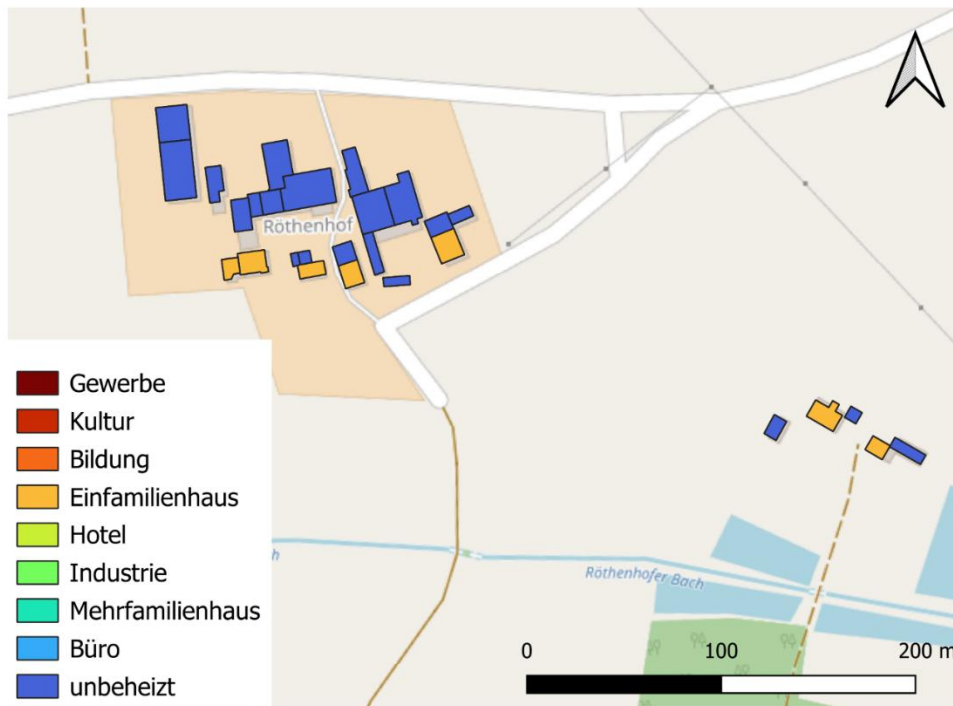 Röthenhof
Gewerbe
Kultur
Bildung
Einfamilienhaus
Hotel
Industrie
Mehrfamilienhaus
Büro
unbeheizt
Röthenhofer Bach
0 100 200 m